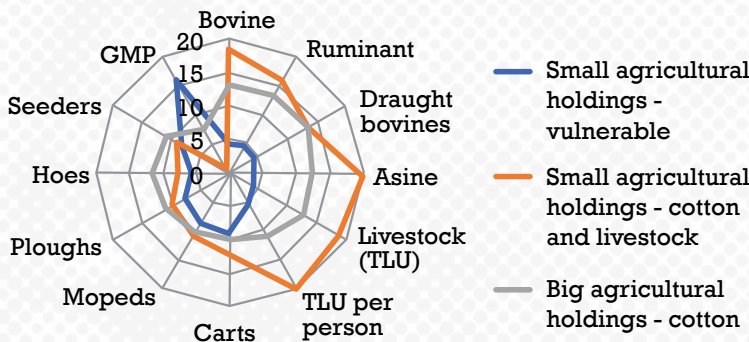 Bovine
Ruminant
Draught
bovines
Asine
Livestock
(TLU)
TLU per
person
Carts
Mopeds
Ploughs
Hoes
Seeders
GMP
20
15
10
5
0
Small agricultural
holdings -
vulnerable
Small agricultural
holdings - cotton
and livestock
Big agricultural
holdings - cotton